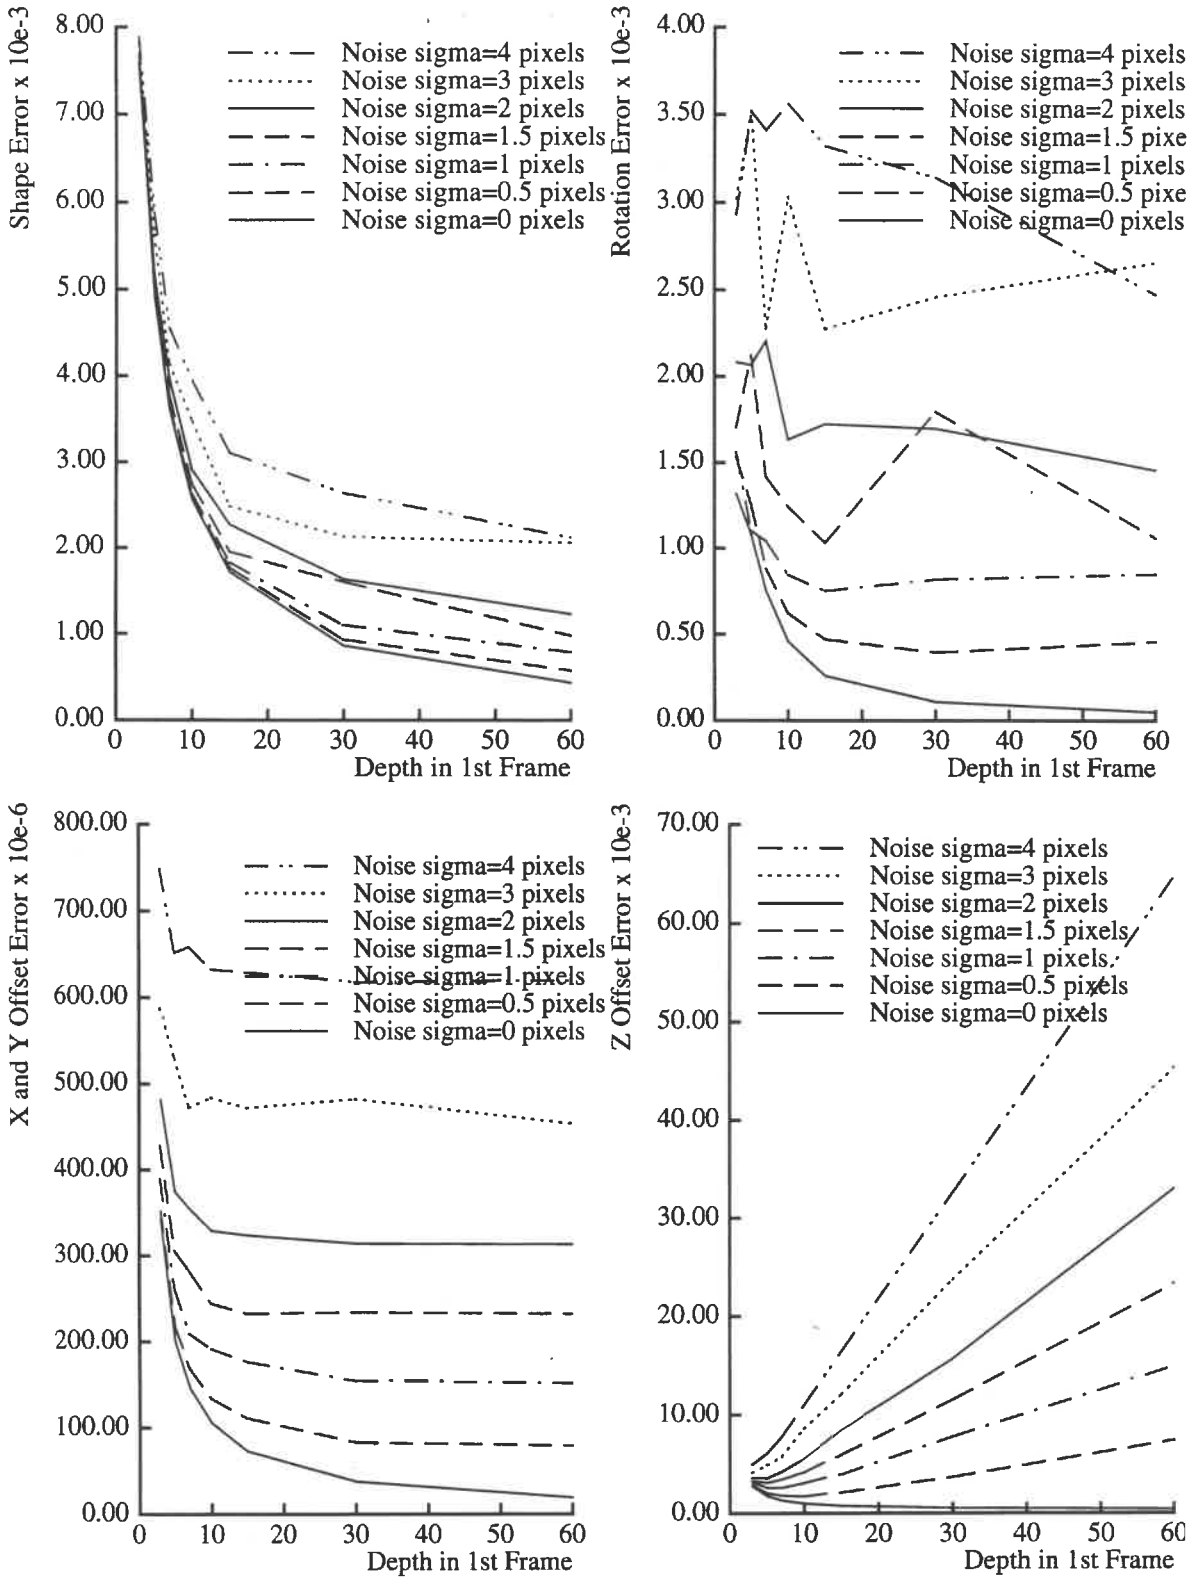 Shape Error x 10e-3
8.00
7.00
6.00
5.00
4.00
3.00
2.00
1.00
0.00
Noise sigma=4 pixels
Noise sigma=3 pixels
Noise sigma=2 pixels
Noise sigma=1.5 pixels
Noise sigma=1 pixels
Noise sigma=0.5 pixels
Noise sigma=0 pixels
0 10 20 30 40 50 60
Depth in 1st Frame
Rotation Error x 10e-3
4.00
3.50
3.00
2.50
2.00
1.50
1.00
0.50
0.00
Noise sigma=4 pixels
Noise sigma=3 pixels
Noise sigma=2 pixels
Noise sigma=1.5 pixe
Noise sigma=1 pixels
Noise sigma=0.5 pixe
Noise sigma=0 pixels
0 10 20 30 40 50 60
Depth in 1st Frame
X and Y Offset Error x 10e-6
800.00
700.00
600.00
500.00
400.00
300.00
200.00
100.00
0.00
Noise sigma=4 pixels
Noise sigma=3 pixels
Noise sigma=2 pixels
Noise sigma=1.5 pixels
Noise sigma=1 pixels
Noise sigma=0.5 pixels
Noise sigma=0 pixels
0 10 20 30 40 50 60
Depth in 1st Frame
Z Offset Error x 10e-3
70.00
60.00
50.00
40.00
30.00
20.00
10.00
0.00
Noise sigma=4 pixels
Noise sigma=3 pixels
Noise sigma=2 pixels
Noise sigma=1.5 pixels
Noise sigma=1 pixels
Noise sigma=0.5 pixels
Noise sigma=0 pixels
0 10 20 30 40 50 60
Depth in 1st Frame